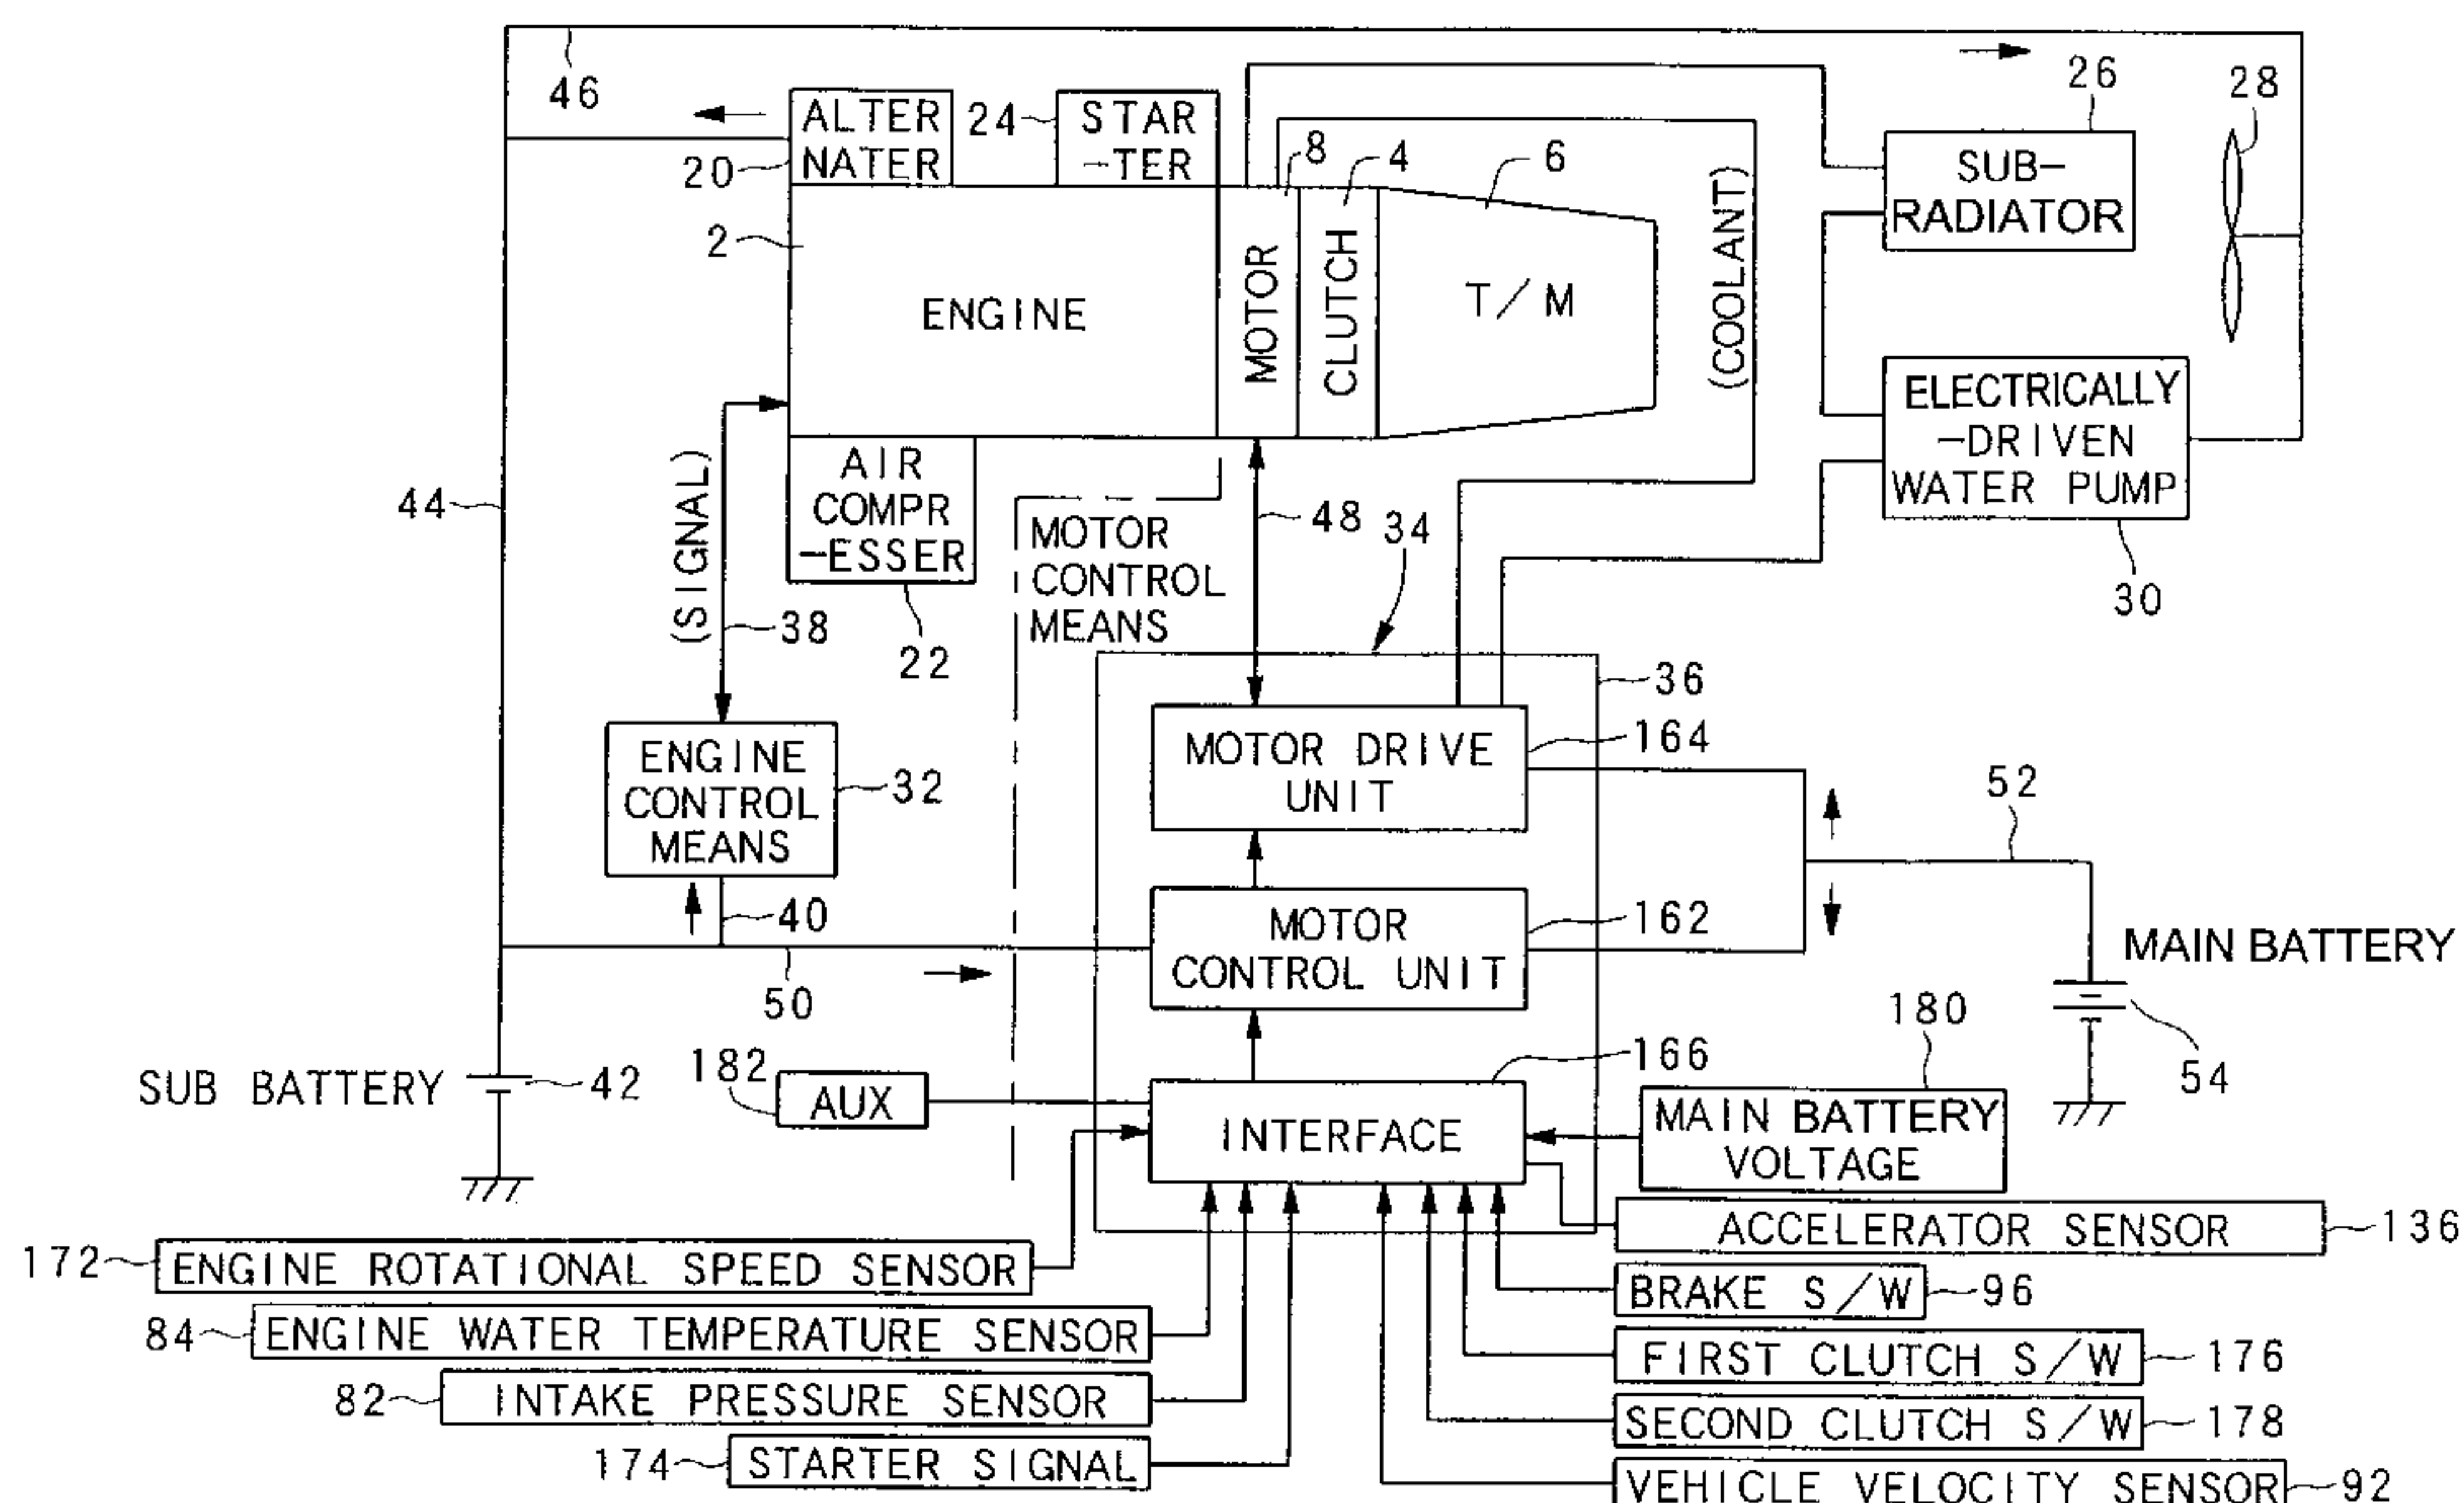 46
26
28
ALTER
NATER
20
24
STAR
-TER
8
4
6
SUB-
RADIATOR
2
ENGINE
MOTOR
CLUTCH
T/M
(COOLANT)
ELECTRICALLY
-DRIVEN
WATER PUMP
30
44
(SIGNAL)
38
AIR
COMPR
-ESSER
22
MOTOR
CONTROL
MEANS
48
34
36
ENGINE
CONTROL
MEANS
32
MOTOR DRIVE
UNIT
164
52
40
MOTOR
CONTROL UNIT
162
50
MAIN BATTERY
54
SUB BATTERY
42
182
AUX
INTERFACE
166
180
MAIN BATTERY
VOLTAGE
ACCELERATOR SENSOR
136
172
ENGINE ROTATIONAL SPEED SENSOR
BRAKE S/W
96
84
ENGINE WATER TEMPERATURE SENSOR
FIRST CLUTCH S/W
176
82
INTAKE PRESSURE SENSOR
SECOND CLUTCH S/W
178
174
STARTER SIGNAL
VEHICLE VELOCITY SENSOR
92